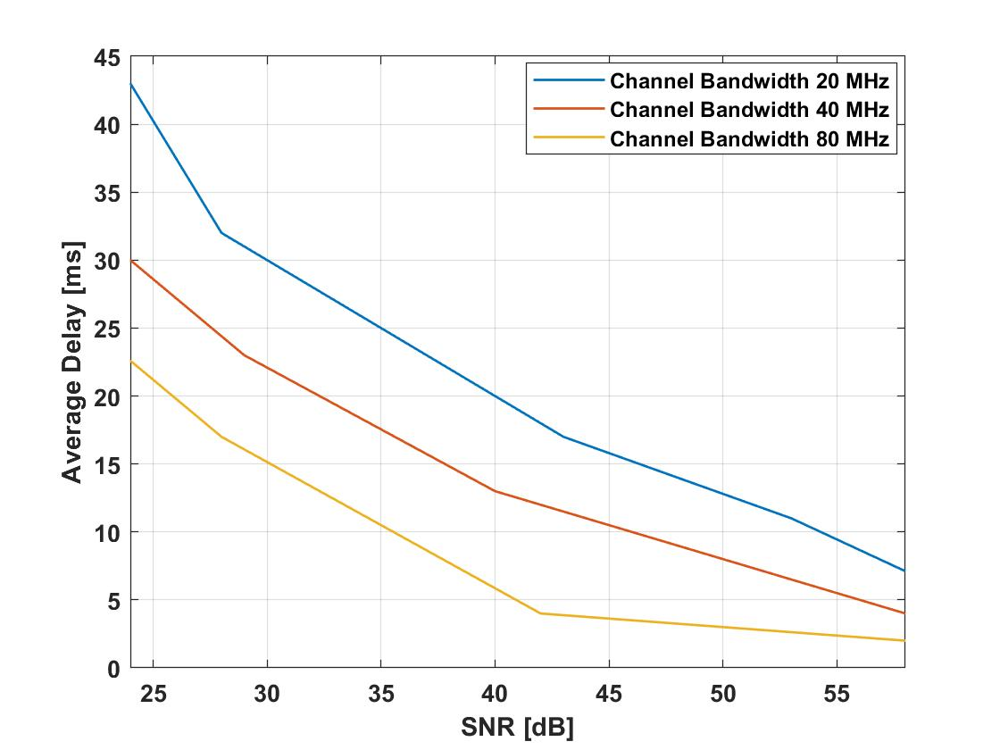 45
40
35
30
25
20
15
10
5
0
Average Delay [ms]
Channel Bandwidth 20 MHz
Channel Bandwidth 40 MHz
Channel Bandwidth 80 MHz
25 30 35 40 45 50 55
SNR [dB]